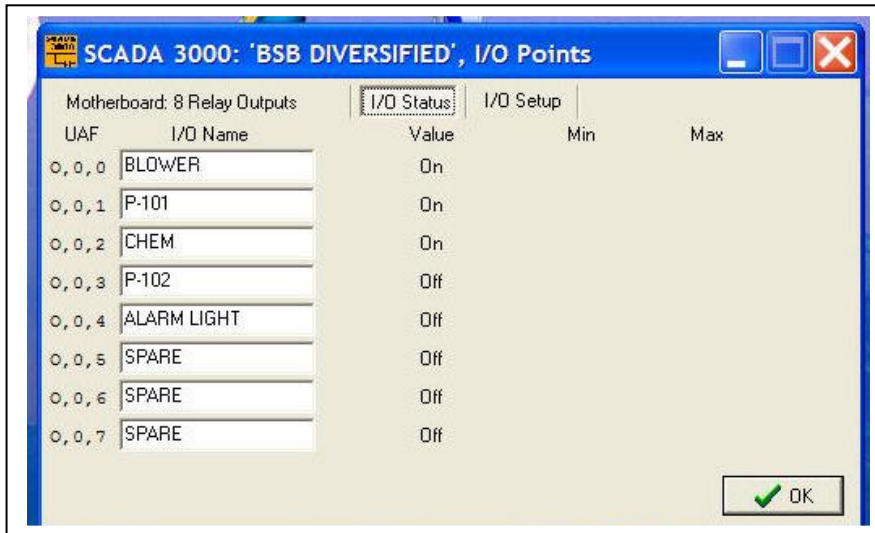 SCADA 3000: 'BSB DIVERSIFIED', I/O Points
Motherboard: 8 Relay Outputs I/O Status I/O Setup
UAF I/O Name Value Min Max
0,0,0 BLOWER On
0,0,1 P-101 On
0,0,2 CHEM On
0,0,3 P-102 Off
0,0,4 ALARM LIGHT Off
0,0,5 SPARE Off
0,0,6 SPARE Off
0,0,7 SPARE Off
OK